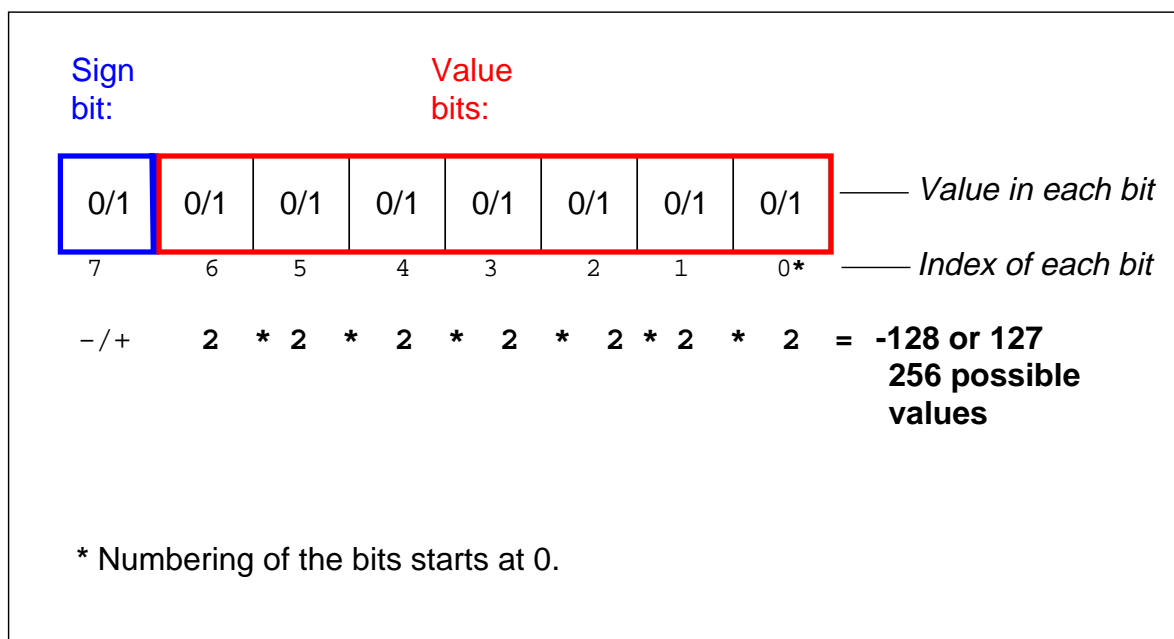 Sign
bit:
Value
bits:
0/1 0/1 0/1 0/1 0/1 0/1 0/1 0/1
Value in each bit
7 6 5 4 3 2 1 0*
Index of each bit
-/+ 2 * 2 * 2 * 2 * 2 * 2 * 2 = -128 or 127
256 possible
values
* Numbering of the bits starts at 0.